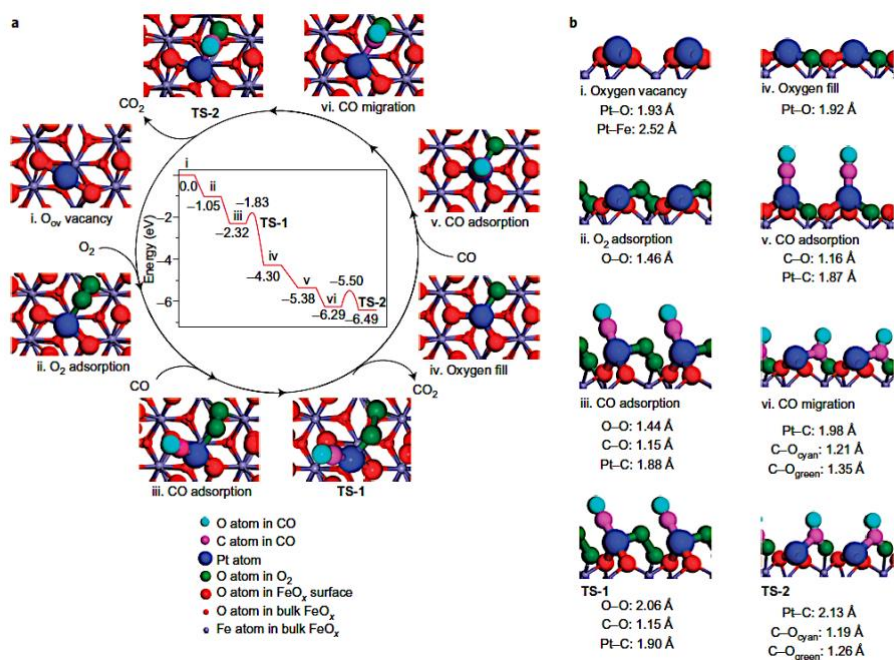 a
TS-2
vi. CO migration
CO₂
i. Oₒᵥ vacancy
v. CO adsorption
O₂
CO
ii. O₂ adsorption
iv. Oxygen fill
CO
CO₂
iii. CO adsorption
TS-1
Energy (eV)
−2
−4
−6
i
0.0
ii
−1.05
iii
−2.32
−1.83
TS-1
iv
−4.30
v
−5.38
vi
−6.29
−5.50
TS-2
−6.49
O atom in CO
C atom in CO
Pt atom
O atom in O₂
O atom in FeOₓ surface
O atom in bulk FeOₓ
Fe atom in bulk FeOₓ
b
i. Oxygen vacancy
Pt–O: 1.93 Å
Pt–Fe: 2.52 Å
iv. Oxygen fill
Pt–O: 1.92 Å
ii. O₂ adsorption
O–O: 1.46 Å
v. CO adsorption
C–O: 1.16 Å
Pt–C: 1.87 Å
iii. CO adsorption
O–O: 1.44 Å
C–O: 1.15 Å
Pt–C: 1.88 Å
vi. CO migration
Pt–C: 1.98 Å
C–O_cyan: 1.21 Å
C–O_green: 1.35 Å
TS-1
O–O: 2.06 Å
C–O: 1.15 Å
Pt–C: 1.90 Å
TS-2
Pt–C: 2.13 Å
C–O_cyan: 1.19 Å
C–O_green: 1.26 Å